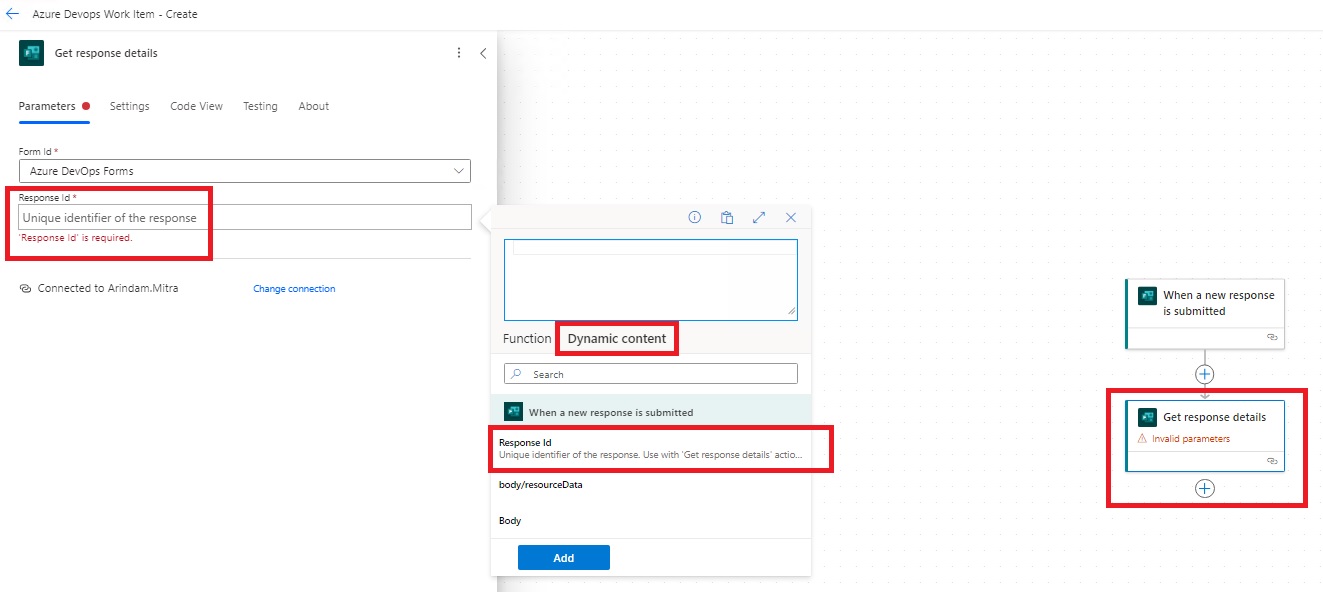 Azure Devops Work Item - Create
Get response details
Parameters Settings Code View Testing About
Form Id *
Azure DevOps Forms
Response Id *
Unique identifier of the response
'Response Id' is required.
Connected to Arindam.Mitra Change connection
Function Dynamic content
Search
When a new response is submitted
Response Id
Unique identifier of the response. Use with 'Get response details' actio...
body/resourceData
Body
Add
When a new response
is submitted
Get response details
Invalid parameters